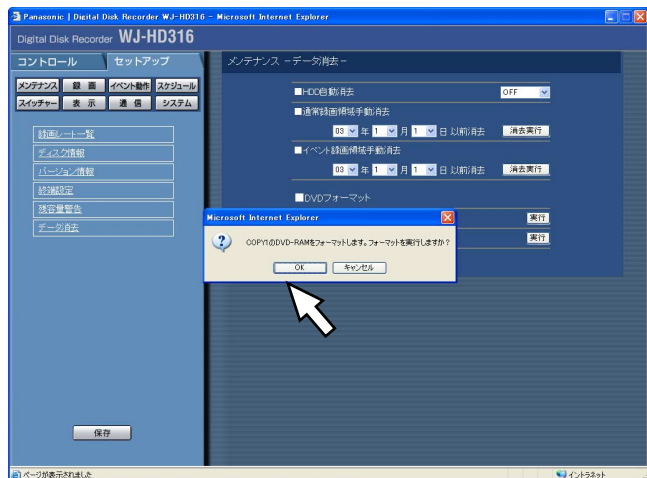 Panasonic | Digital Disk Recorder WJ-HD316 - Microsoft Internet Explorer
Digital Disk Recorder WJ-HD316
コントロール セットアップ
メンテナンス 録 画 イベント動作 スケジュール
スイッチャー 表 示 通 信 システム
録画レート一覧
ディスク情報
バージョン情報
終端設定
残容量警告
データ消去
保存
メンテナンス －データ消去－
■HDD自動消去 OFF
■通常録画領域手動消去
03 年 1 月 1 日 以前消去 消去実行
■イベント録画領域手動消去
03 年 1 月 1 日 以前消去 消去実行
■DVDフォーマット
実行
実行
Microsoft Internet Explorer
COPY1のDVD-RAMをフォーマットします。フォーマットを実行しますか？
OK キャンセル
ページが表示されました
イントラネット